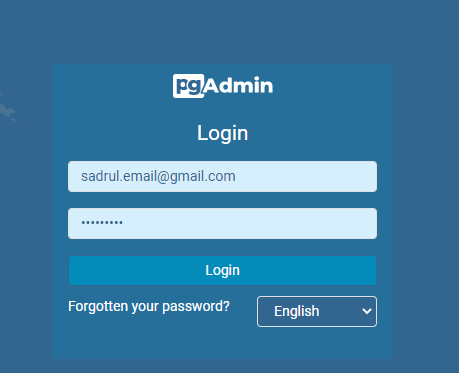 pgAdmin
Login
sadrul.email@gmail.com
•••••••••
Login
Forgotten your password?
English